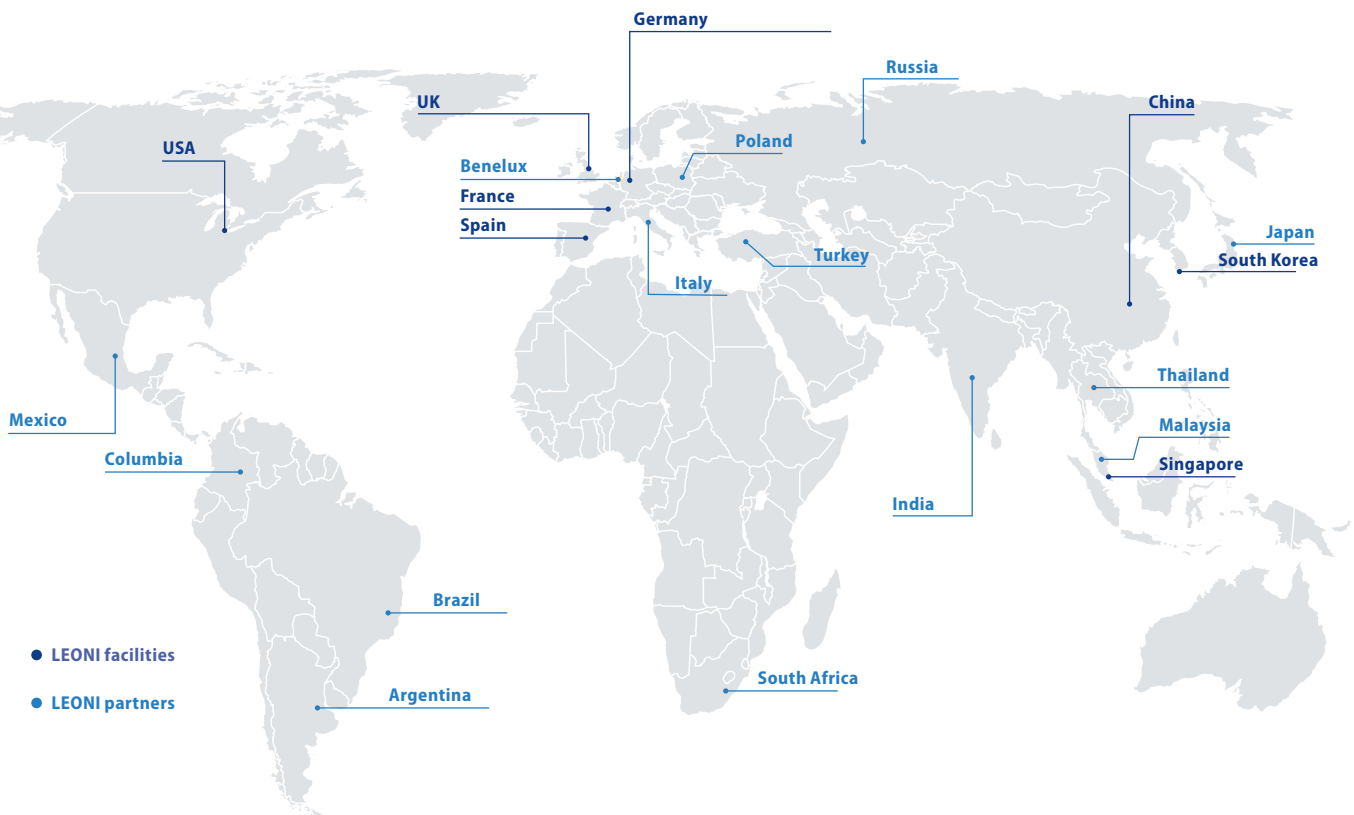 Germany
Russia
UK
China
USA
Poland
Benelux
France
Spain
Japan
Turkey
South Korea
Italy
Thailand
Mexico
Malaysia
Columbia
Singapore
India
Brazil
LEONI facilities
South Africa
Argentina
LEONI partners